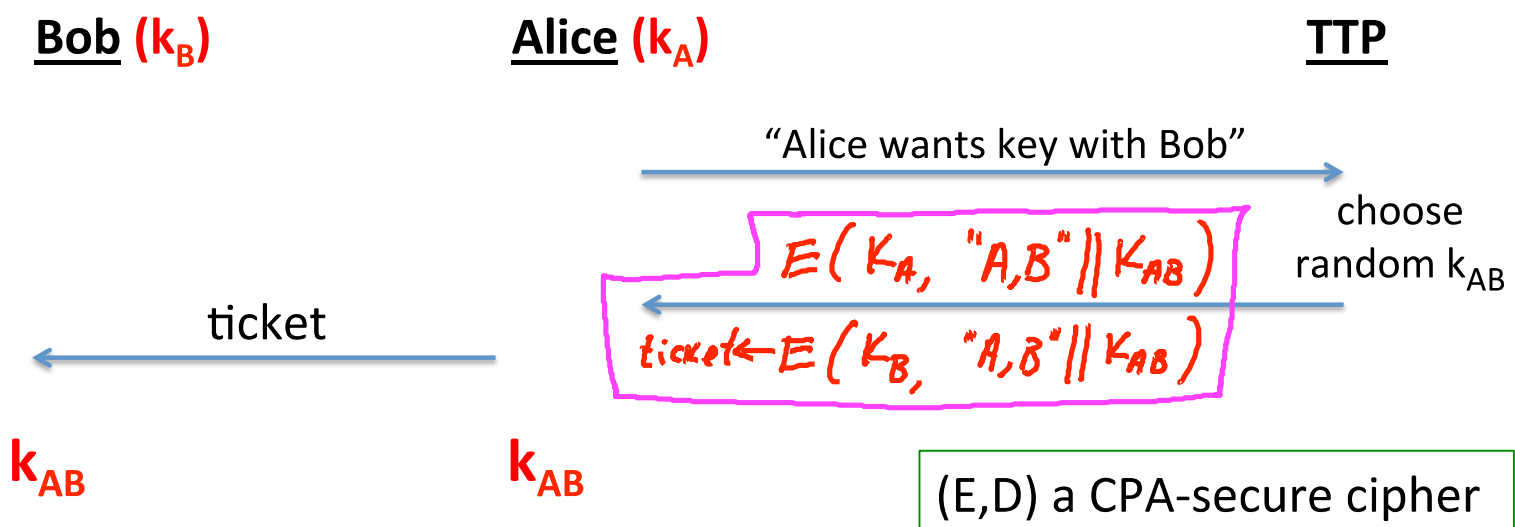 Bob (kB) Alice (kA) TTP
“Alice wants key with Bob”
choose
random kAB
E(KA, "A,B"||KAB)
ticket
ticket←E(KB, "A,B"||KAB)
kAB kAB
(E,D) a CPA-secure cipher